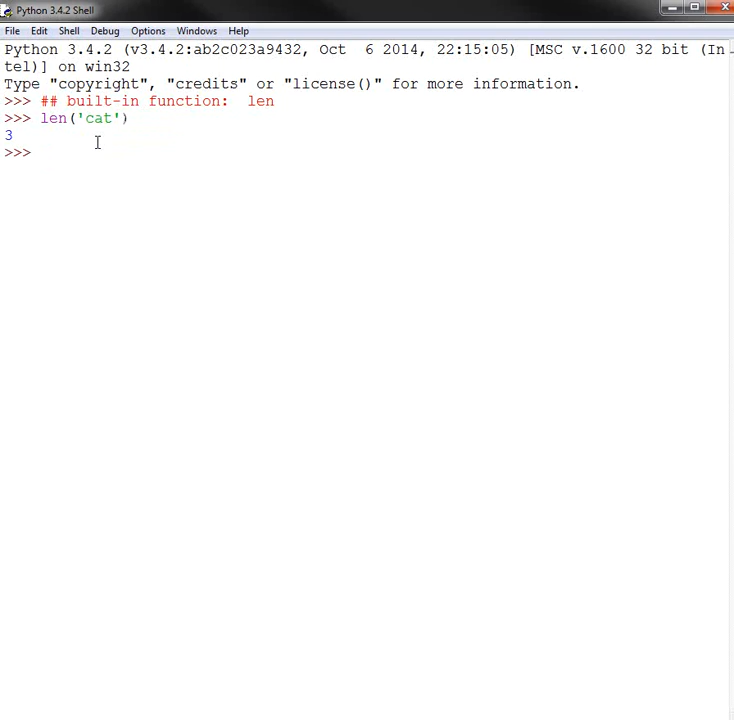 Python 3.4.2 Shell
File Edit Shell Debug Options Windows Help
Python 3.4.2 (v3.4.2:ab2c023a9432, Oct  6 2014, 22:15:05) [MSC v.1600 32 bit (In
tel)] on win32
Type "copyright", "credits" or "license()" for more information.
>>> ## built-in function:  len
>>> len('cat')
3
>>>